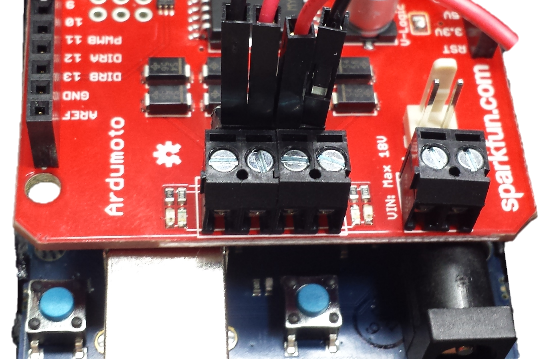 9
10
PWMB 11
DIRA 12
DIRB 13
GND
AREF
Ardumoto
V-Logic
5V
3.3V
RST
VIN: Max 18V
sparkfun.com